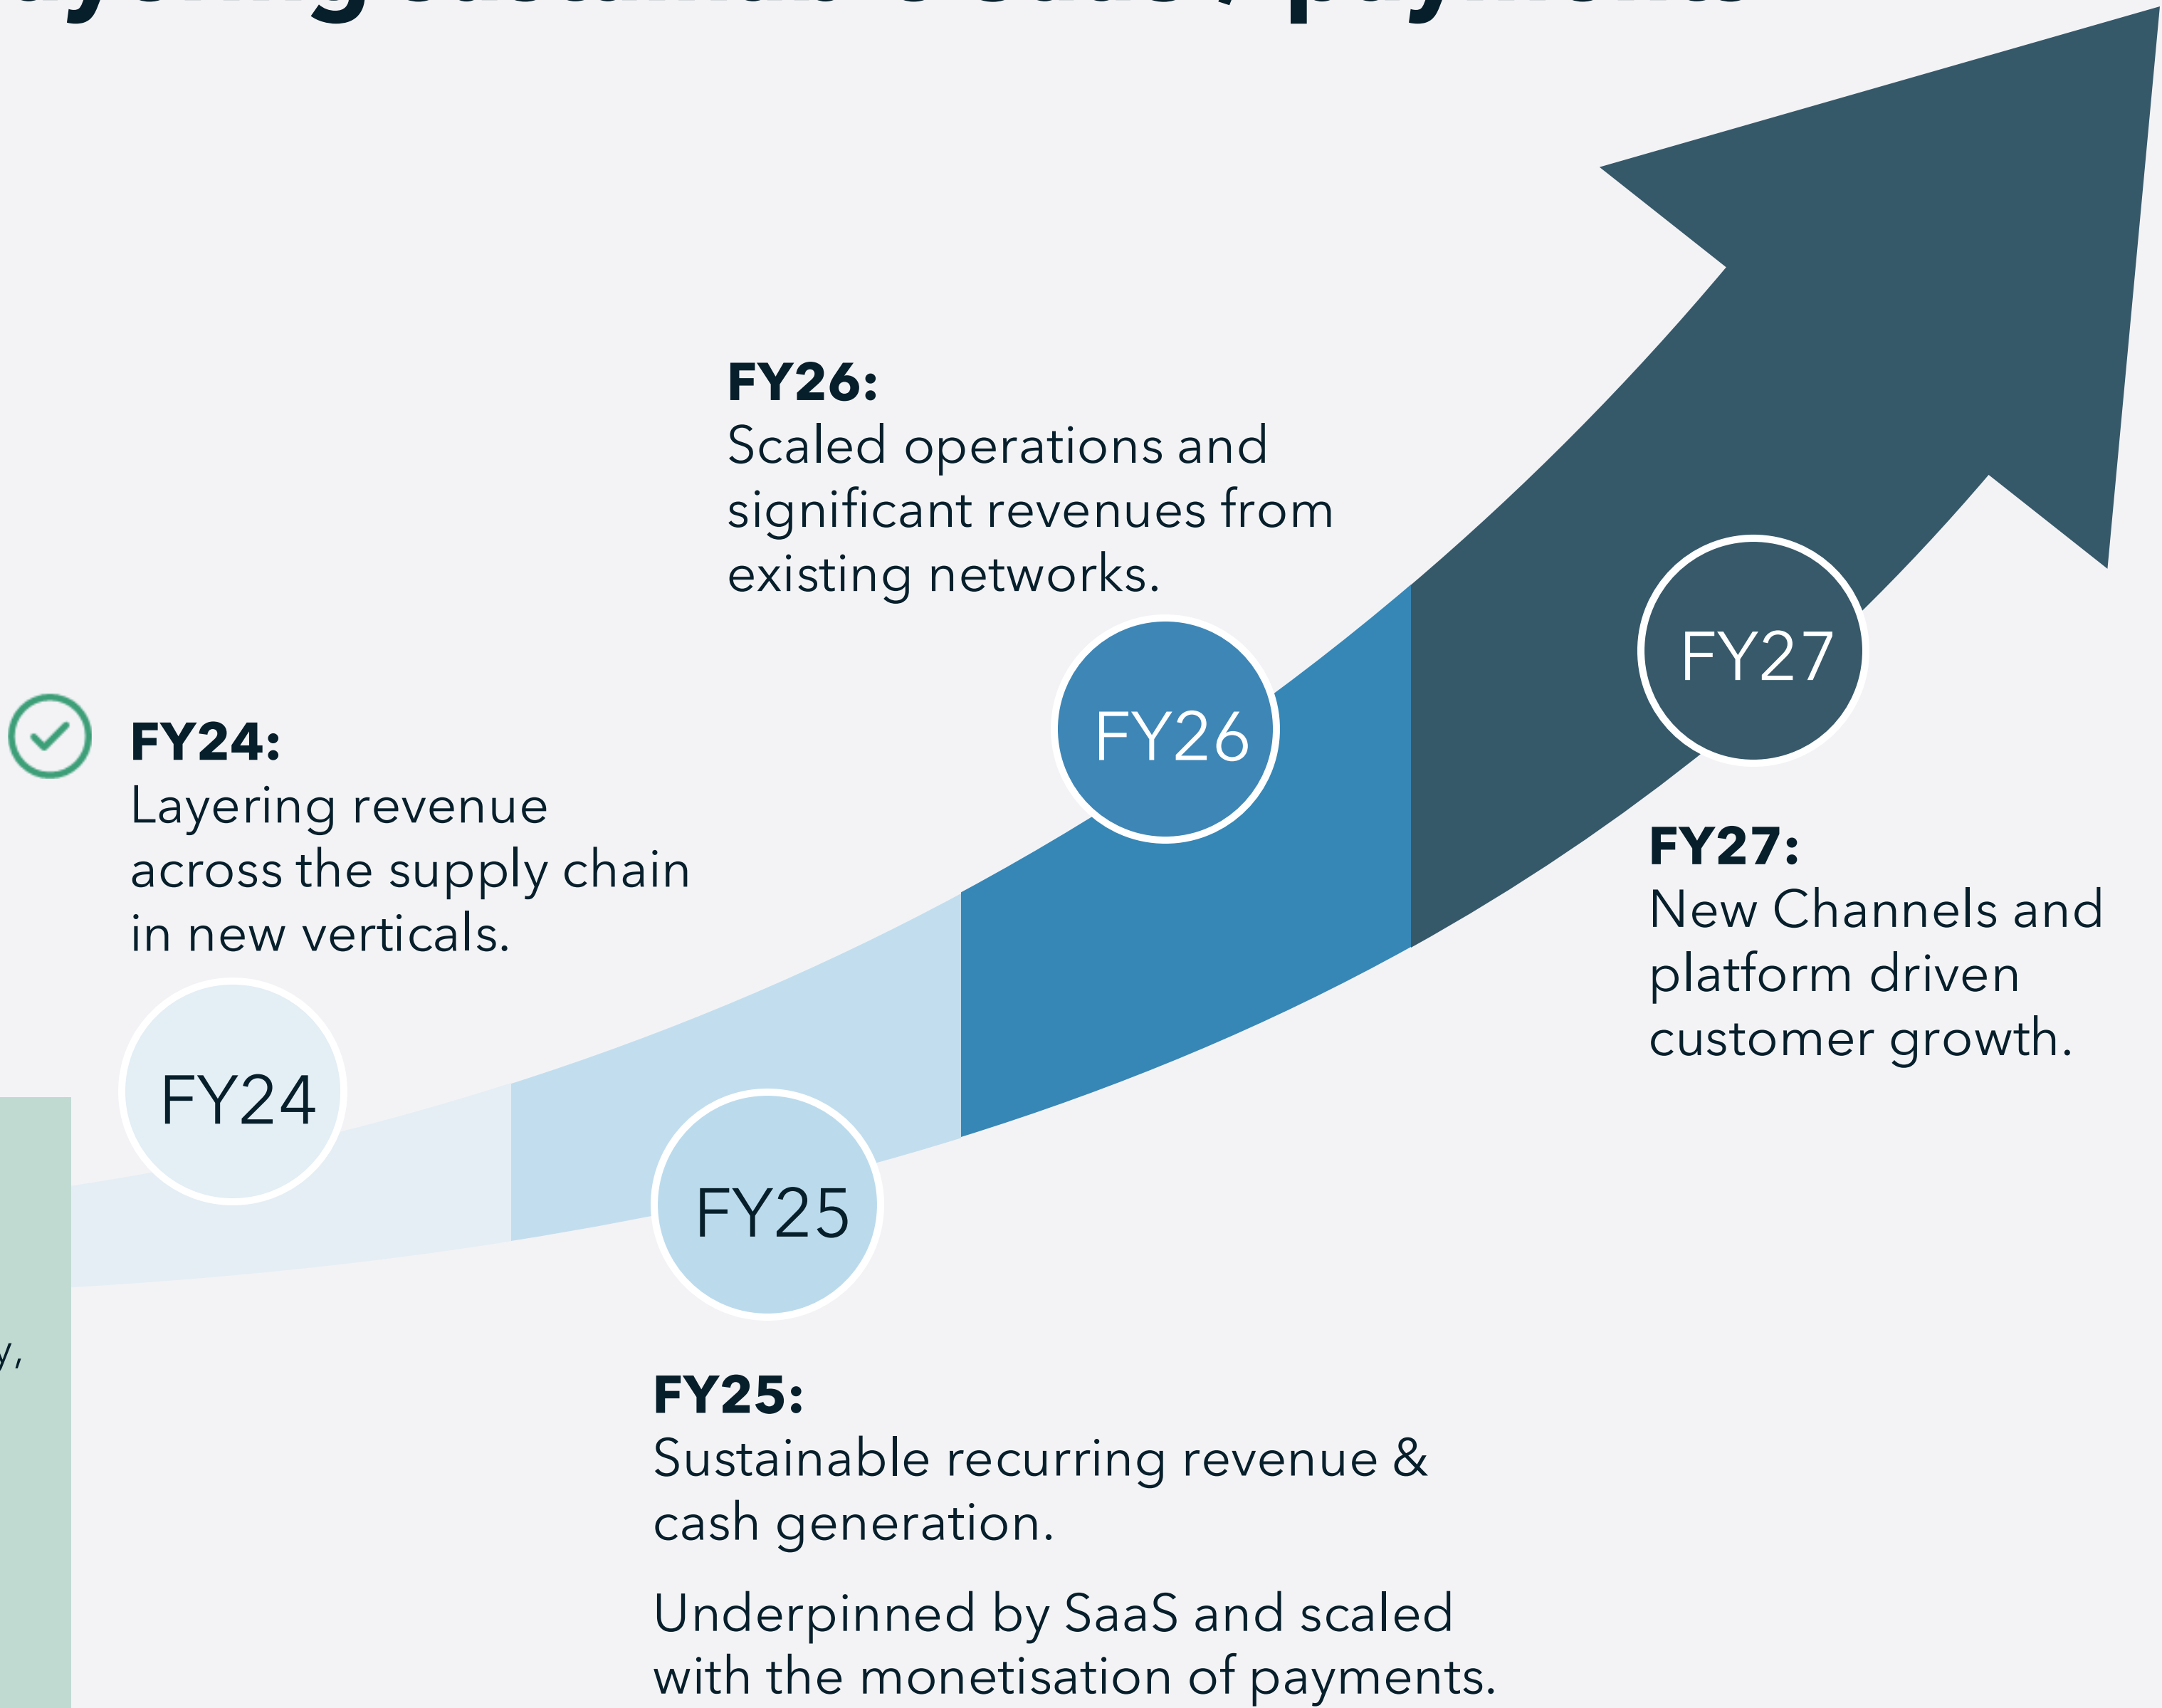 FY26:
Scaled operations and
significant revenues from
existing networks.
FY27
FY26
FY24:
Layering revenue
across the supply chain
in new verticals.
FY27:
New Channels and
platform driven
customer growth.
FY24
FY25
y,
FY25:
Sustainable recurring revenue &
cash generation.
Underpinned by SaaS and scaled
with the monetisation of payments.